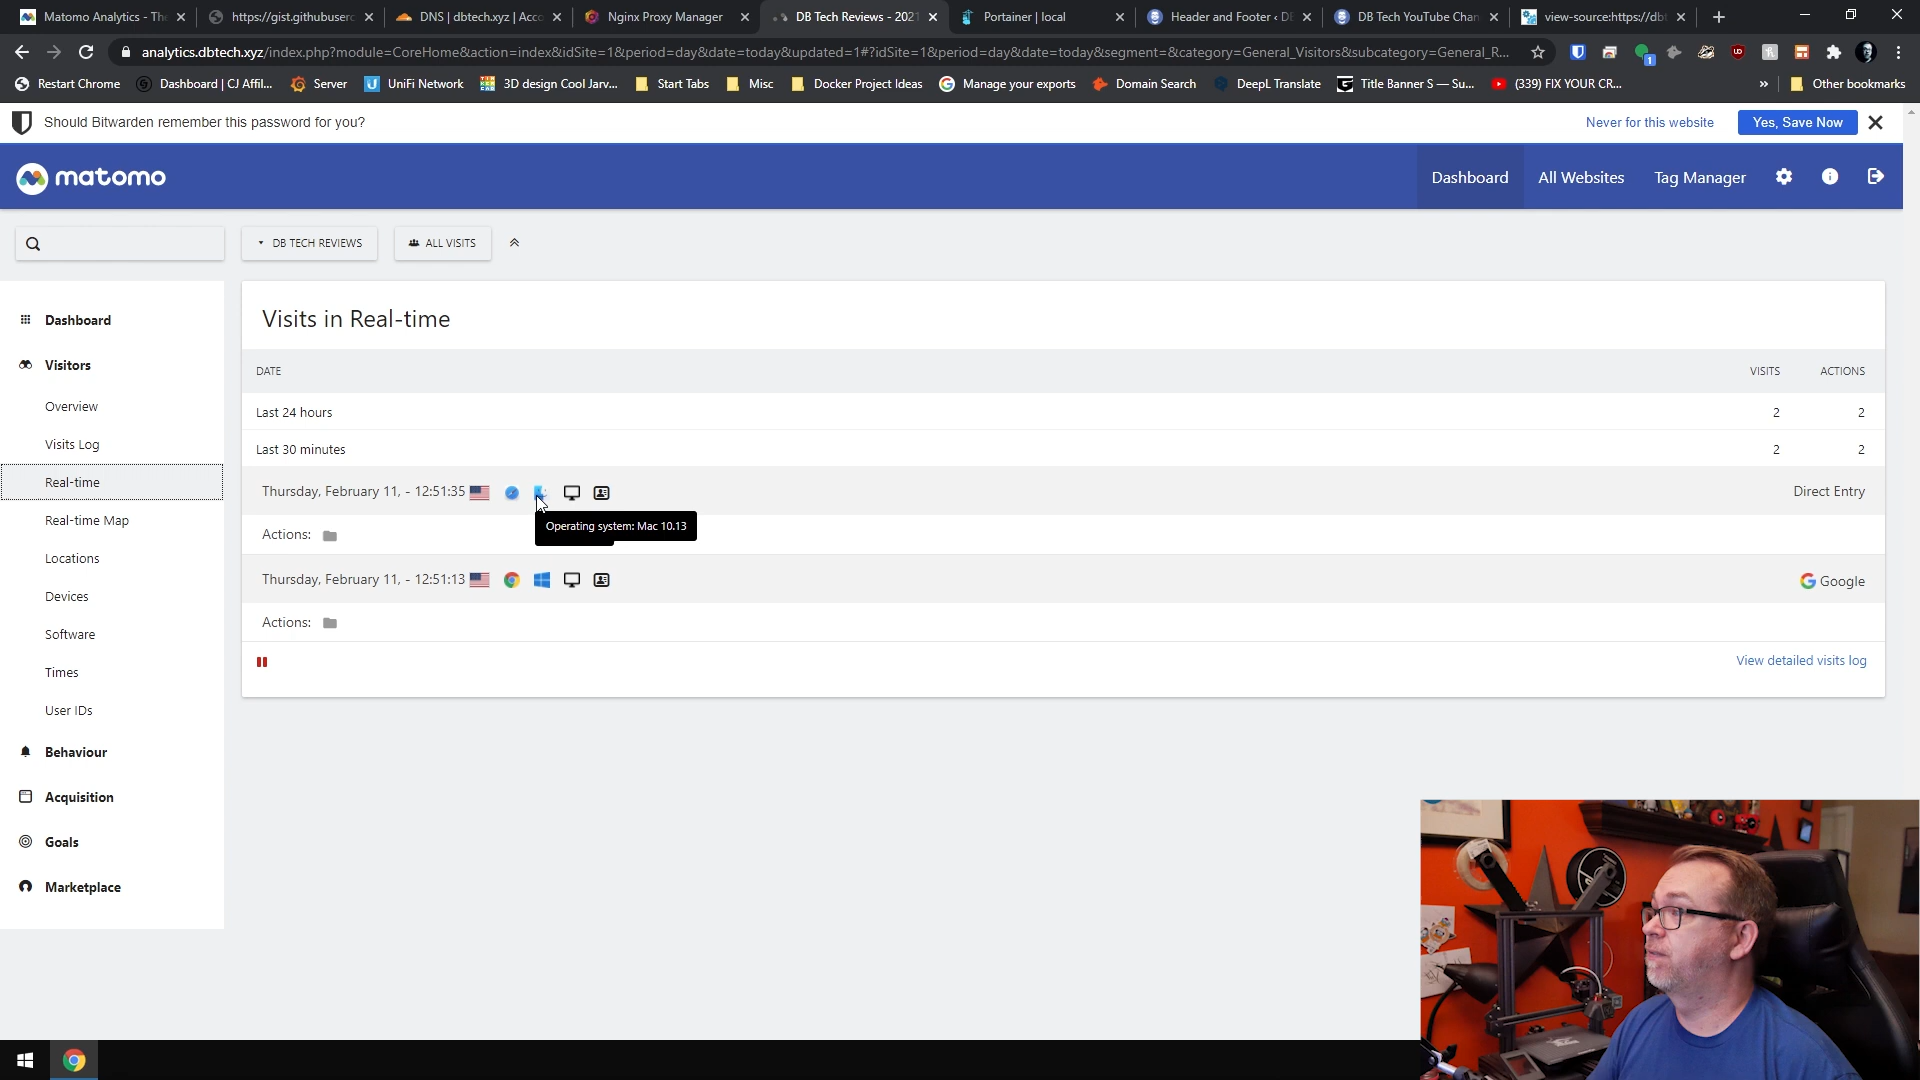 Matomo Analytics - Th
https://gist.githubuserc
DNS | dbtech.xyz | Acco
Nginx Proxy Manager
DB Tech Reviews - 2021
Portainer | local
Header and Footer ‹ DB
DB Tech YouTube Chan
view-source:https://dbt
analytics.dbtech.xyz/index.php?module=CoreHome&action=index&idSite=1&period=day&date=today&updated=1#?idSite=1&period=day&date=today&segment=&category=General_Visitors&subcategory=General_R...
Restart Chrome
Dashboard | CJ Affil...
Server
UniFi Network
3D design Cool Jarv...
Start Tabs
Misc
Docker Project Ideas
Manage your exports
Domain Search
DeepL Translate
Title Banner S — Su...
(339) FIX YOUR CR...
»
Other bookmarks
Should Bitwarden remember this password for you?
Never for this website
Yes, Save Now
matomo
Dashboard
All Websites
Tag Manager
DB TECH REVIEWS
ALL VISITS
Dashboard
Visitors
Overview
Visits Log
Real-time
Real-time Map
Locations
Devices
Software
Times
User IDs
Behaviour
Acquisition
Goals
Marketplace
Visits in Real-time
DATE VISITS ACTIONS
Last 24 hours 2 2
Last 30 minutes 2 2
Thursday, February 11, - 12:51:35 Direct Entry
Operating system: Mac 10.13
Actions:
Thursday, February 11, - 12:51:13 Google
Actions:
View detailed visits log